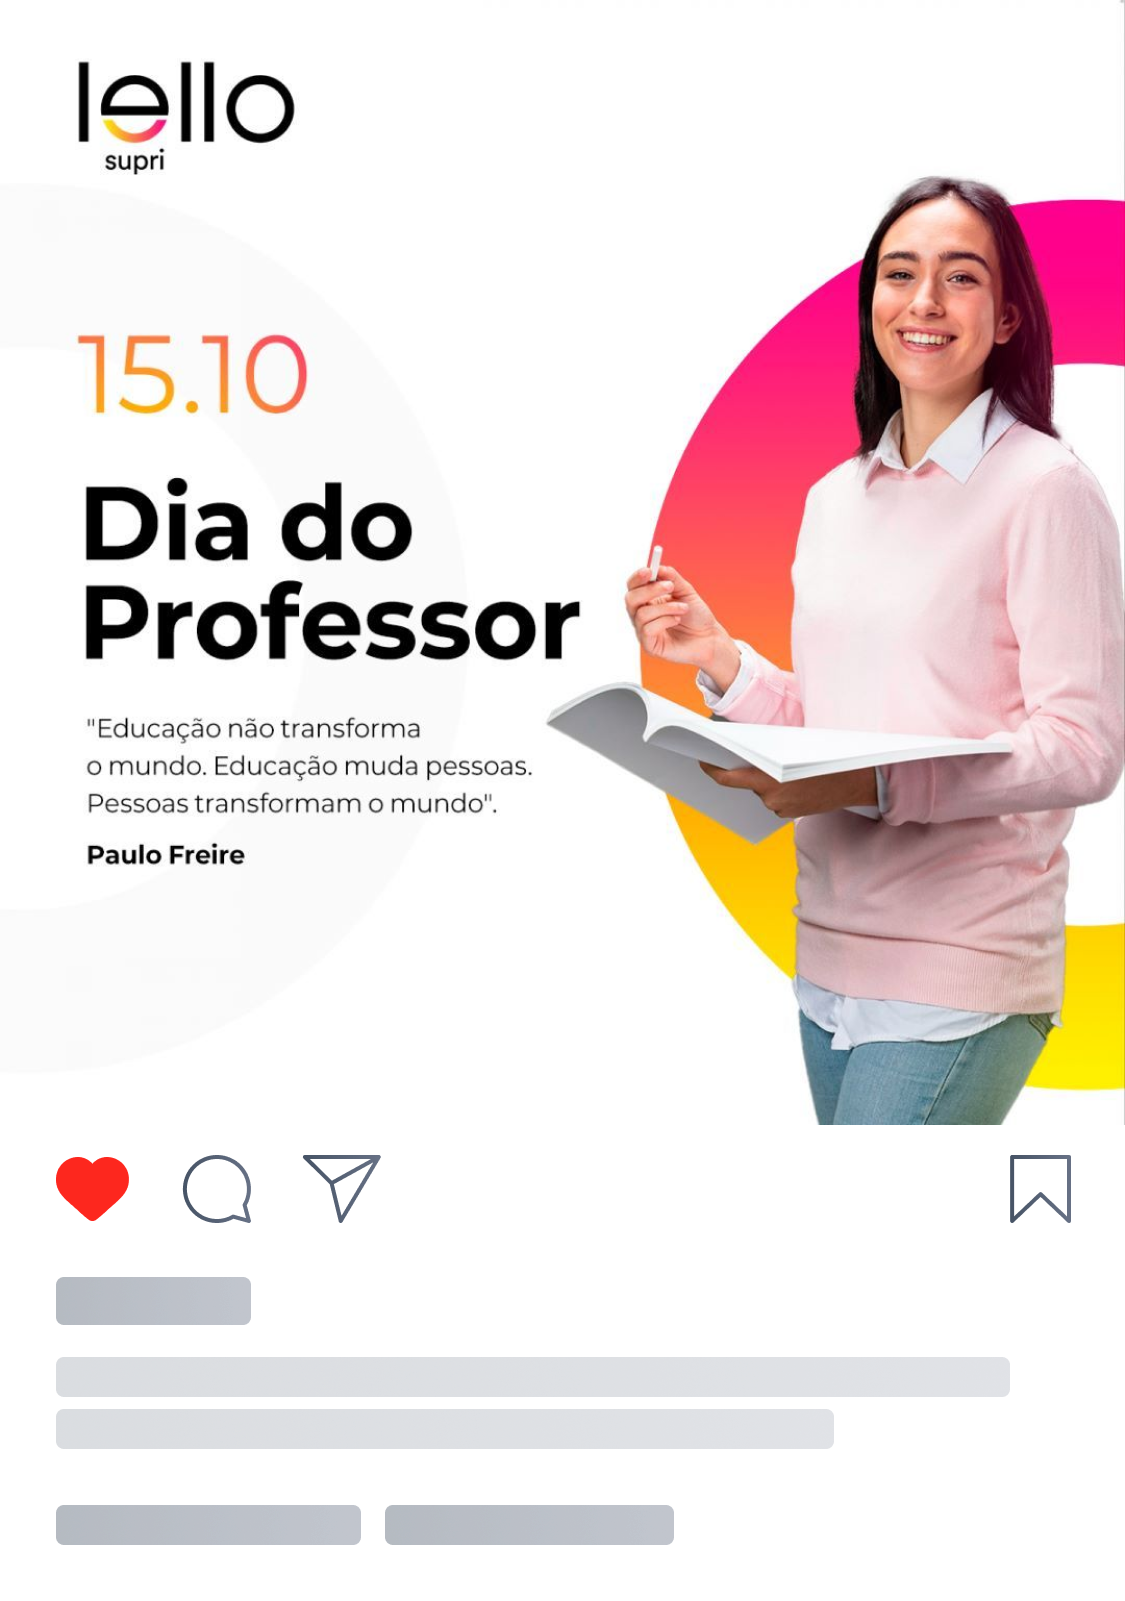 lello
supri
15.10
Dia do
Professor
"Educação não transforma
o mundo. Educação muda pessoas.
Pessoas transformam o mundo".
Paulo Freire